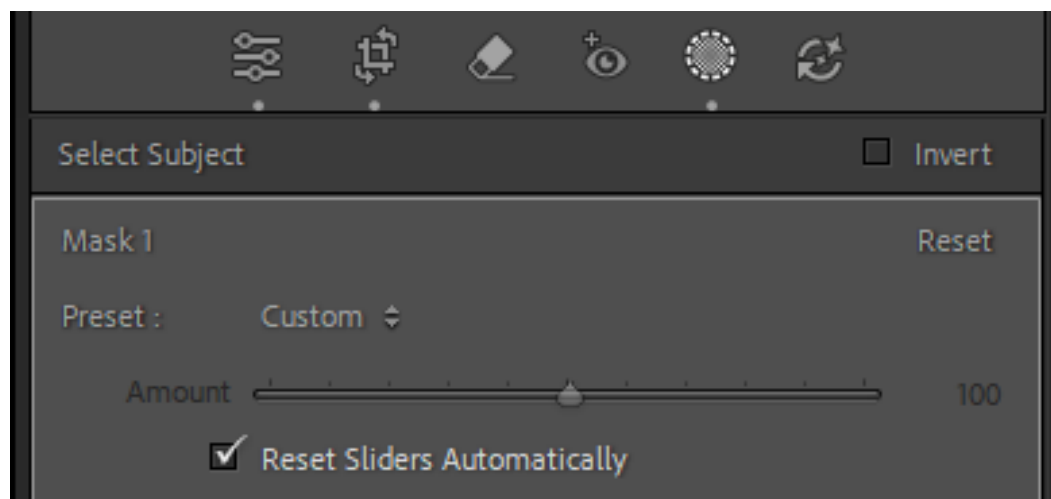 Select Subject Invert
Mask 1 Reset
Preset : Custom
Amount 100
Reset Sliders Automatically